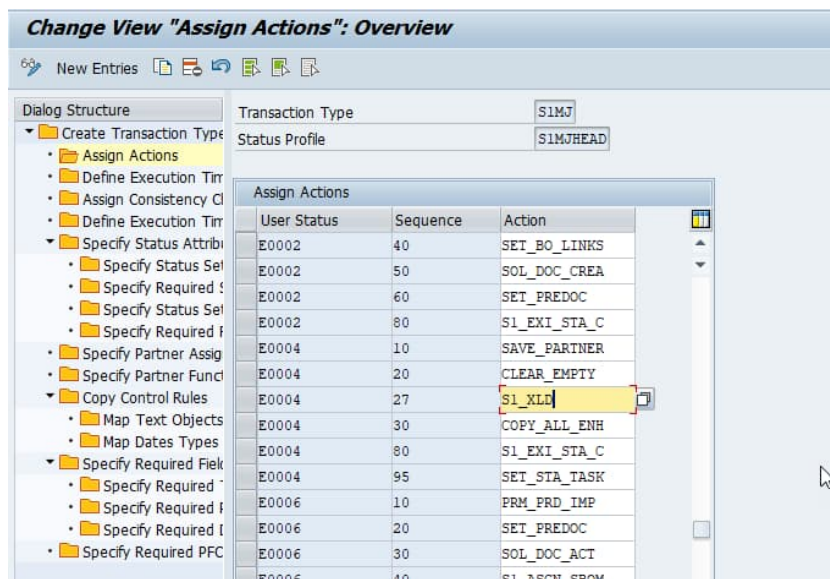 Change View "Assign Actions": Overview
New Entries
Dialog Structure
Create Transaction Type
Assign Actions
Define Execution Tim
Assign Consistency Cl
Define Execution Tim
Specify Status Attribu
Specify Status Set
Specify Required S
Specify Status Set
Specify Required F
Specify Partner Assig
Specify Partner Funct
Copy Control Rules
Map Text Objects
Map Dates Types
Specify Required Field
Specify Required T
Specify Required F
Specify Required D
Specify Required PFC
Transaction Type S1MJ
Status Profile S1MJHEAD
Assign Actions
User Status Sequence Action
E0002 40 SET_BO_LINKS
E0002 50 SOL_DOC_CREA
E0002 60 SET_PREDOC
E0002 80 S1_EXI_STA_C
E0004 10 SAVE_PARTNER
E0004 20 CLEAR_EMPTY
E0004 27 S1_XLD
E0004 30 COPY_ALL_ENH
E0004 80 S1_EXI_STA_C
E0004 95 SET_STA_TASK
E0006 10 PRM_PRD_IMP
E0006 20 SET_PREDOC
E0006 30 SOL_DOC_ACT
E0006 40